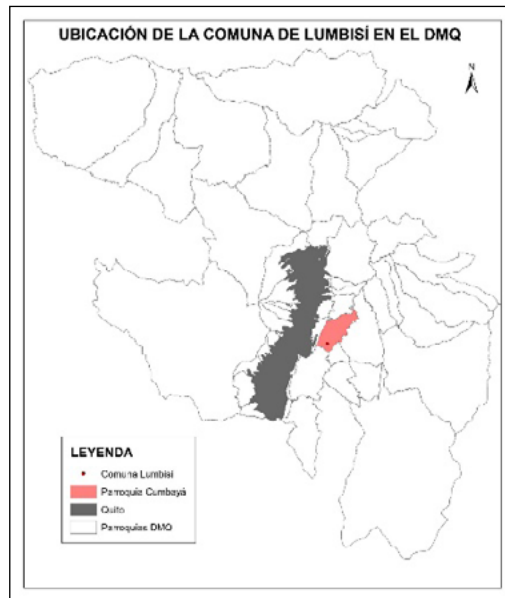 UBICACIÓN DE LA COMUNA DE LUMBISÍ EN EL DMQ
N
LEYENDA
Comuna Lumbisí
Parroquia Cumbayá
Quito
Parroquias DMQ